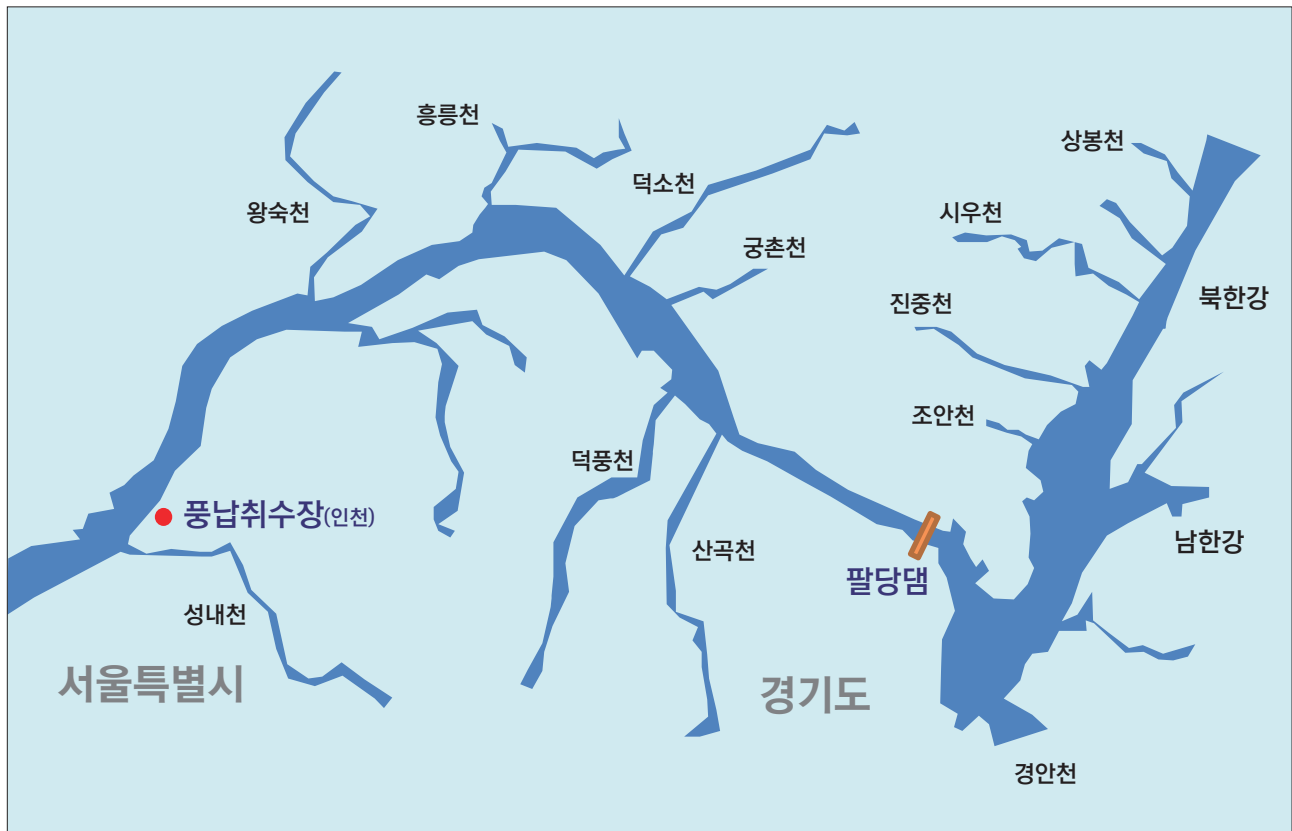 흥릉천
상봉천
덕소천
왕숙천
시우천
궁촌천
북한강
진중천
조안천
덕풍천
풍납취수장(인천)
남한강
산곡천
팔당댐
성내천
서울특별시
경기도
경안천